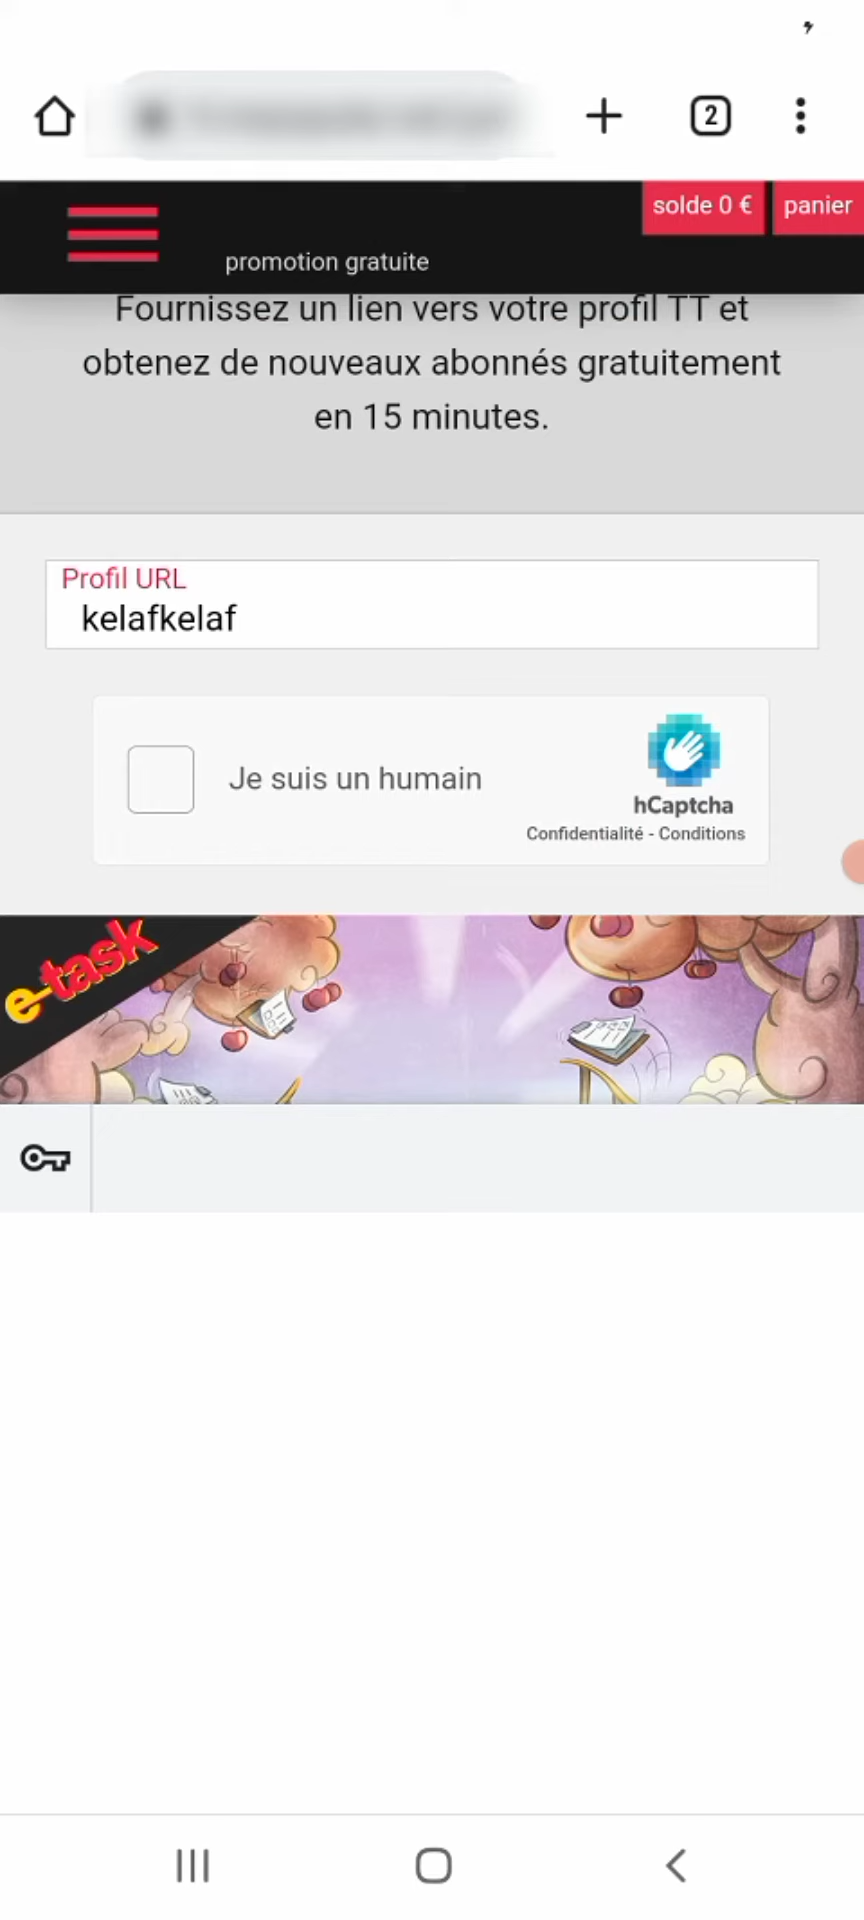 2
solde 0 €
panier
promotion gratuite
Fournissez un lien vers votre profil TT et
obtenez de nouveaux abonnés gratuitement
en 15 minutes.
Profil URL
kelafkelaf
Je suis un humain
hCaptcha
Confidentialité - Conditions
e-task